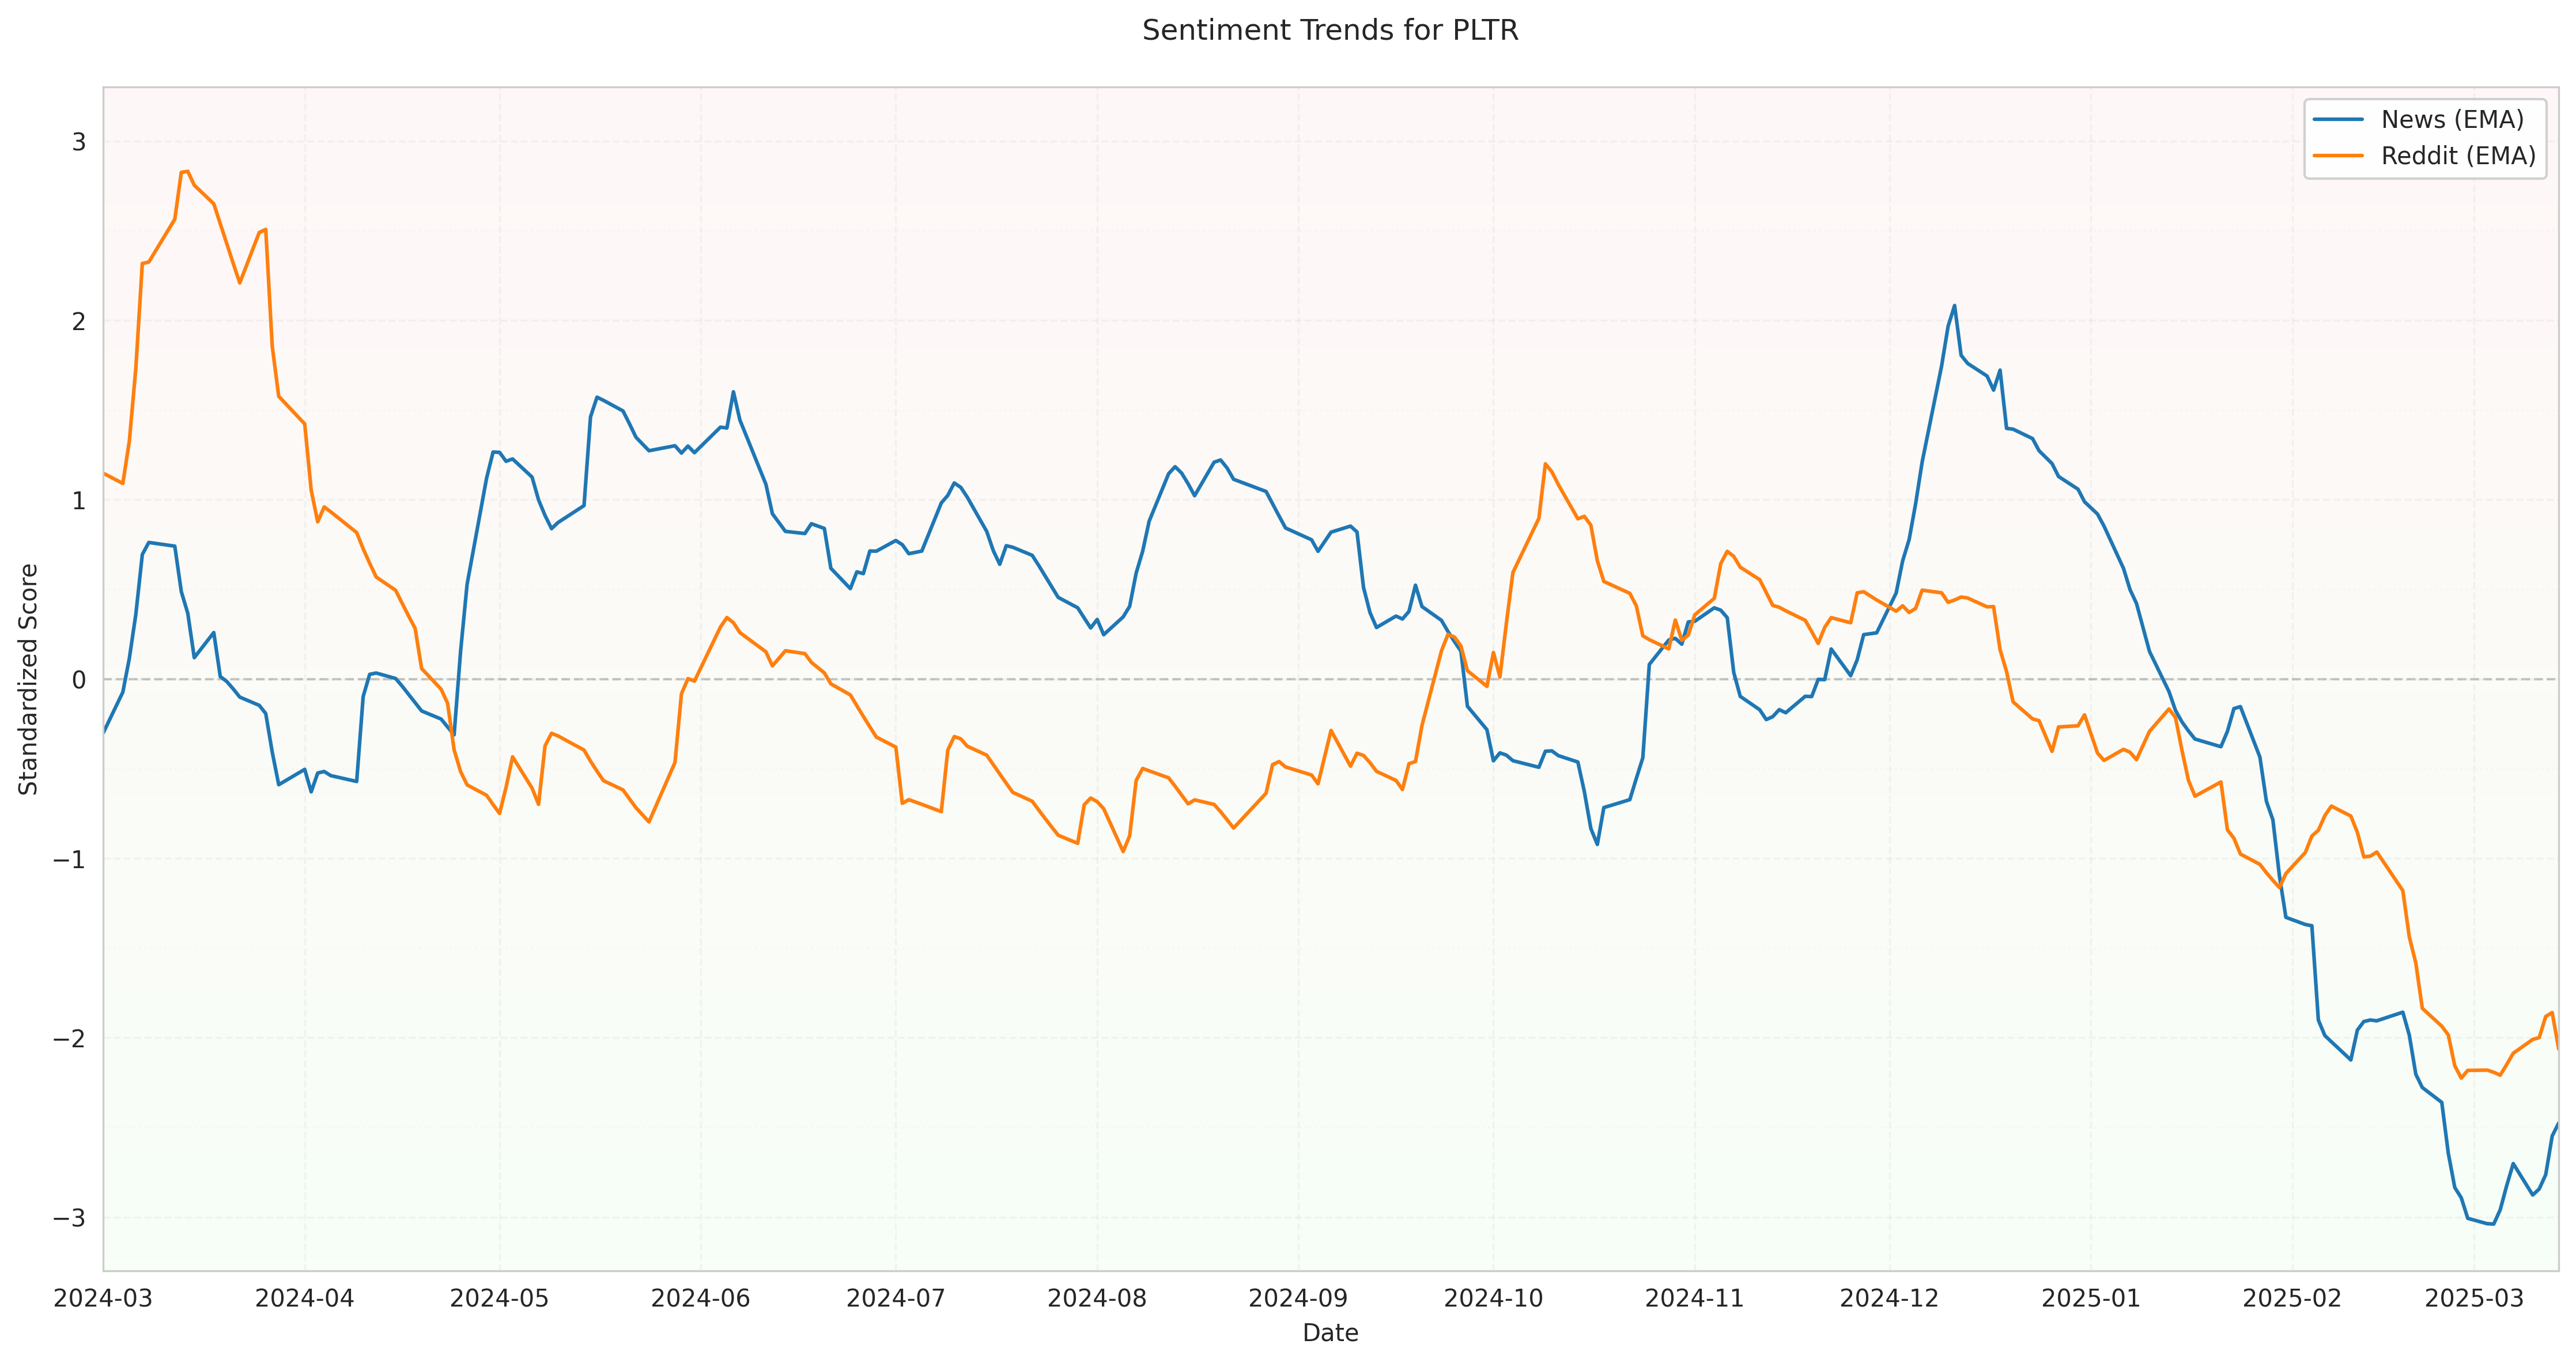 Sentiment Trends for PLTR
News (EMA)
Reddit (EMA)
Standardized Score
3
2
1
0
−1
−2
−3
2024-03 2024-04 2024-05 2024-06 2024-07 2024-08 2024-09 2024-10 2024-11 2024-12 2025-01 2025-02 2025-03
Date